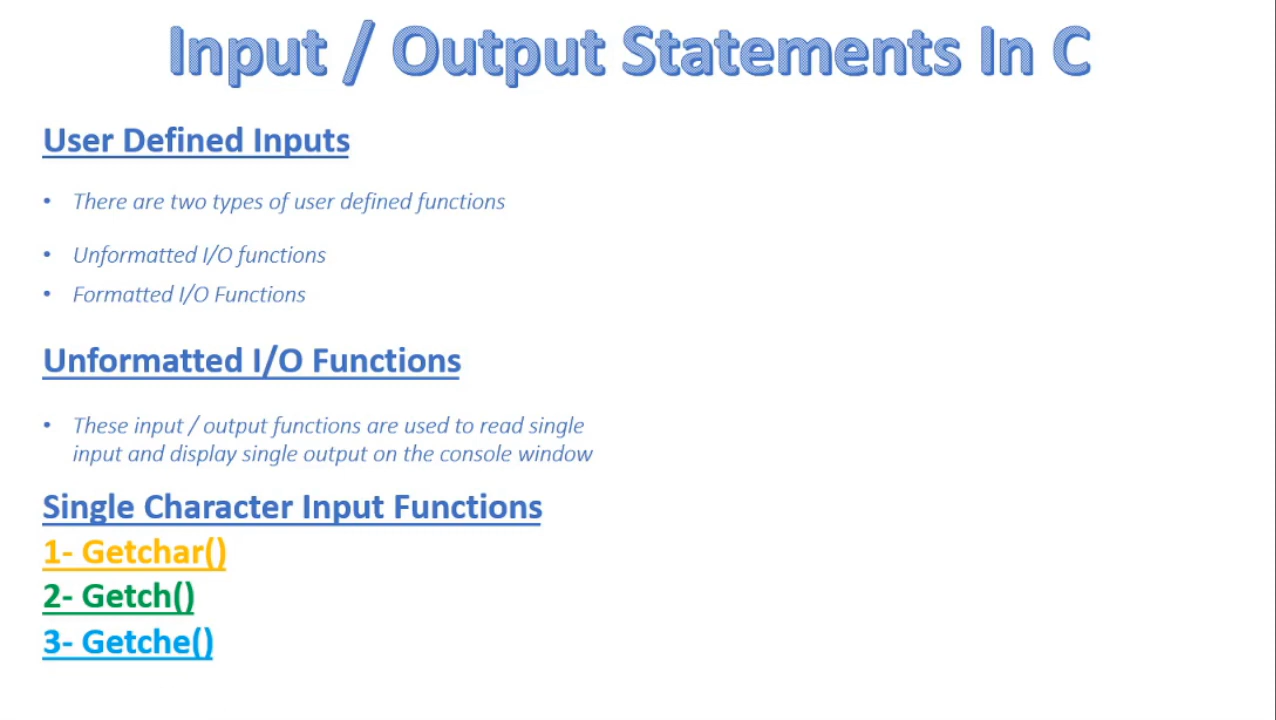 Input / Output Statements In C
User Defined Inputs
• There are two types of user defined functions
• Unformatted I/O functions
• Formatted I/O Functions
Unformatted I/O Functions
• These input / output functions are used to read single
input and display single output on the console window
Single Character Input Functions
1- Getchar()
2- Getch()
3- Getche()